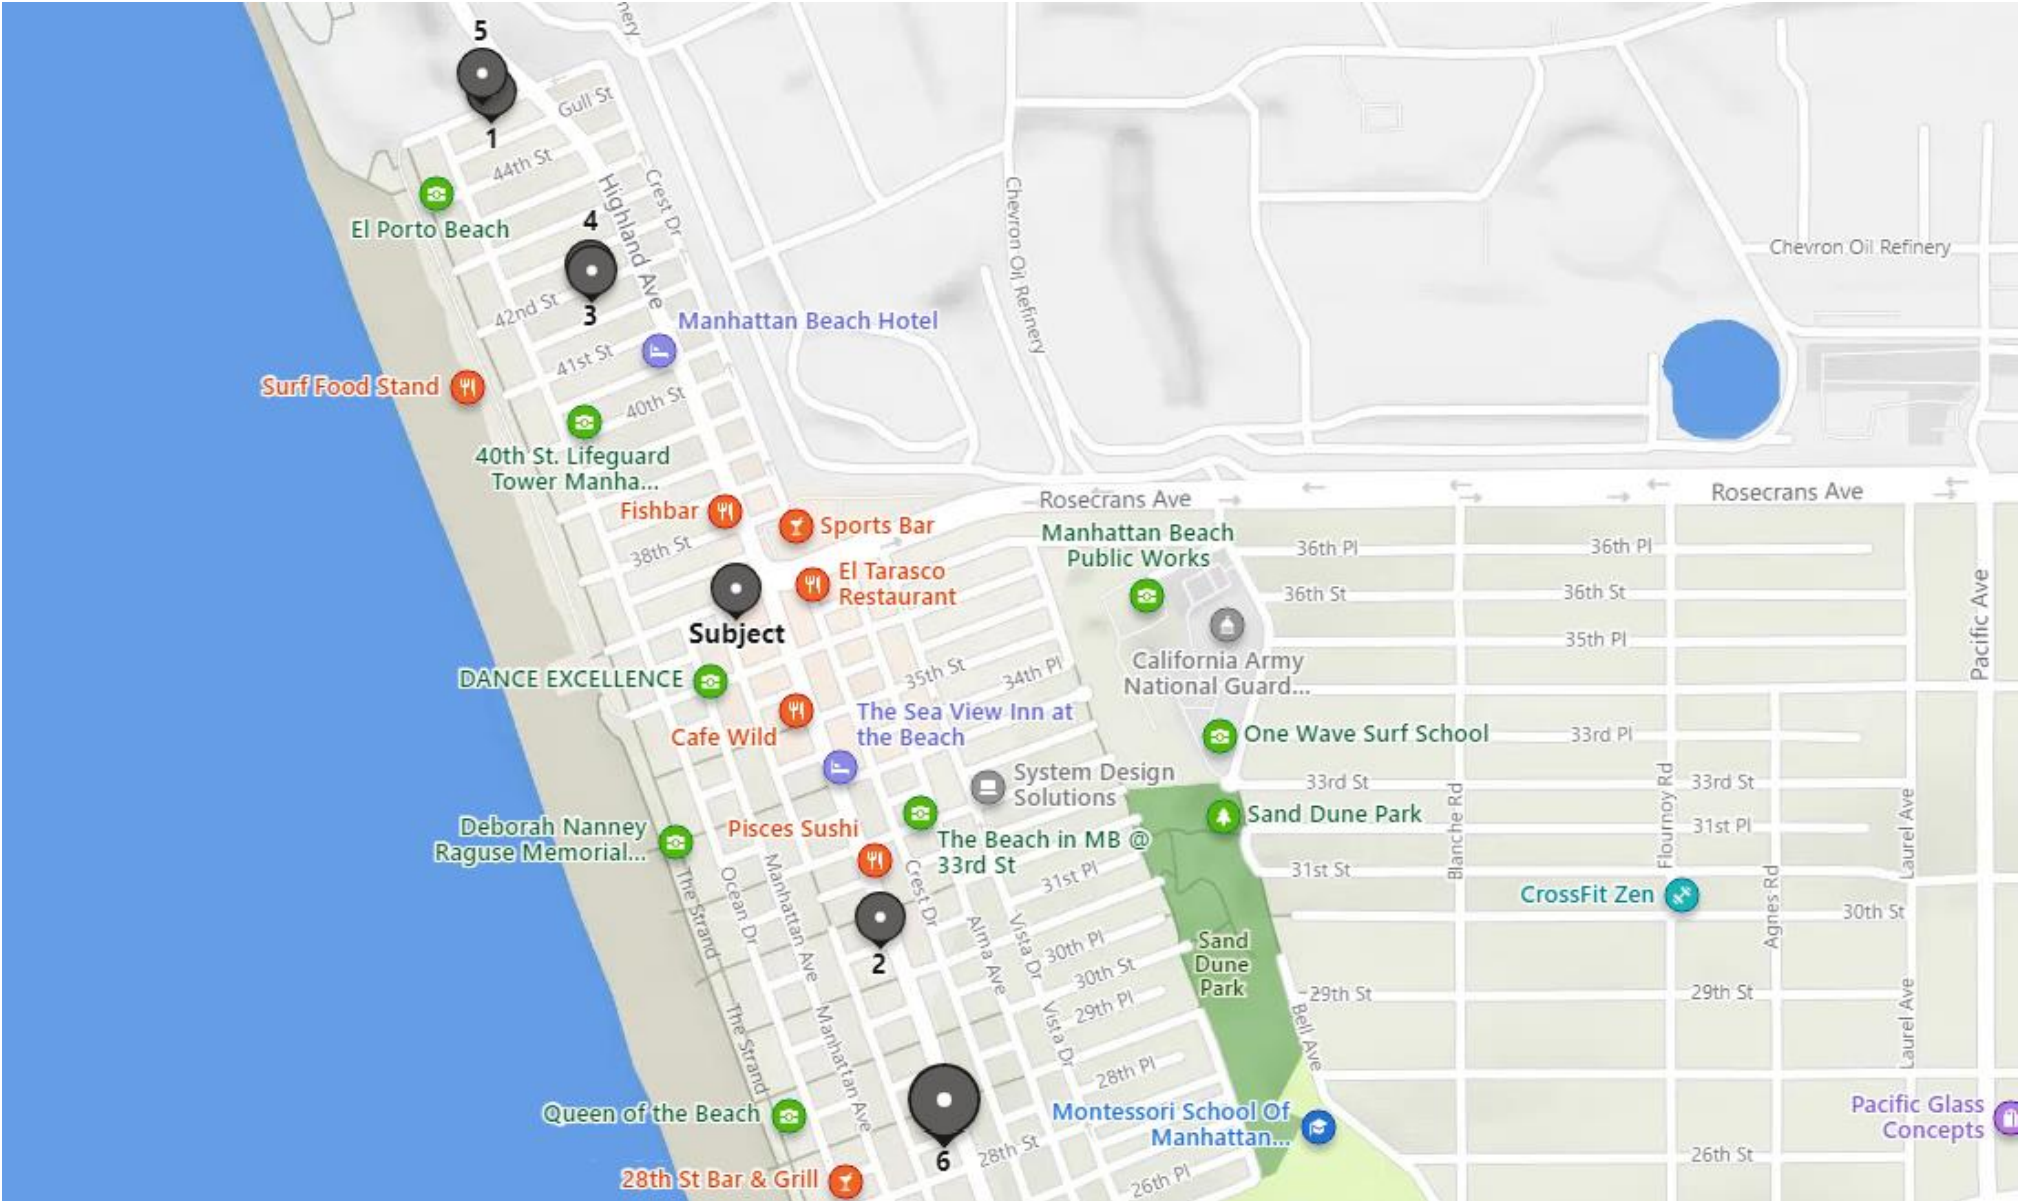 5
nery
1
Gull St
44th St
El Porto Beach
Highland Ave
Crest Dr
4
3
42nd St
Manhattan Beach Hotel
41st St
Surf Food Stand
40th St
40th St. Lifeguard
Tower Manha...
Chevron Oil Refinery
Chevron Oil Refinery
Fishbar
Sports Bar
Rosecrans Ave
Rosecrans Ave
38th St
El Tarasco
Restaurant
Manhattan Beach
Public Works
36th Pl
36th Pl
Subject
36th St
36th St
35th Pl
Pacific Ave
DANCE EXCELLENCE
35th St
34th Pl
California Army
National Guard...
Cafe Wild
The Sea View Inn at
the Beach
One Wave Surf School
33rd Pl
System Design
Solutions
33rd St
33rd St
Deborah Nanney
Raguse Memorial...
Pisces Sushi
The Beach in MB @
33rd St
Sand Dune Park
31st Pl
Blanche Rd
Flournoy Rd
Laurel Ave
31st Pl
31st St
CrossFit Zen
The Strand
Ocean Dr
Manhattan Ave
Crest Dr
Alma Ave
Vista Dr
2
30th Pl
30th St
29th Pl
Sand
Dune
Park
Agnes Rd
30th St
29th St
29th St
The Strand
Manhattan Ave
Vista Dr
Bell Ave
Laurel Ave
28th Pl
Queen of the Beach
Montessori School Of
Manhattan...
Pacific Glass
Concepts
6
28th St
26th St
28th St Bar & Grill
26th Pl